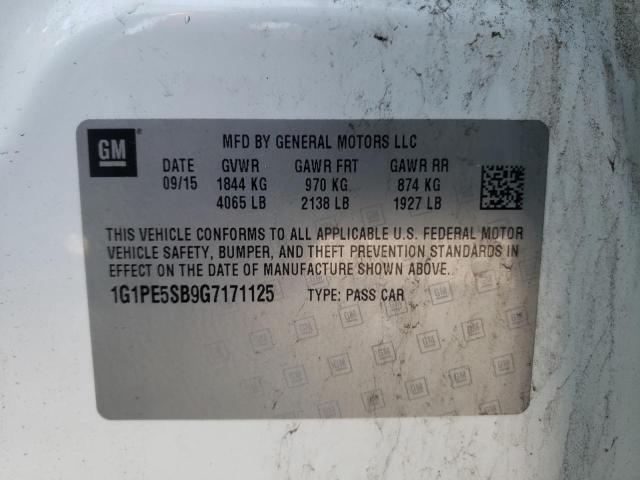 GM
MFD BY GENERAL MOTORS LLC
DATE GVWR GAWR FRT GAWR RR
09/15 1844 KG 970 KG 874 KG
4065 LB 2138 LB 1927 LB
THIS VEHICLE CONFORMS TO ALL APPLICABLE U.S. FEDERAL MOTOR
VEHICLE SAFETY, BUMPER, AND THEFT PREVENTION STANDARDS IN
EFFECT ON THE DATE OF MANUFACTURE SHOWN ABOVE.
1G1PE5SB9G7171125 TYPE: PASS CAR